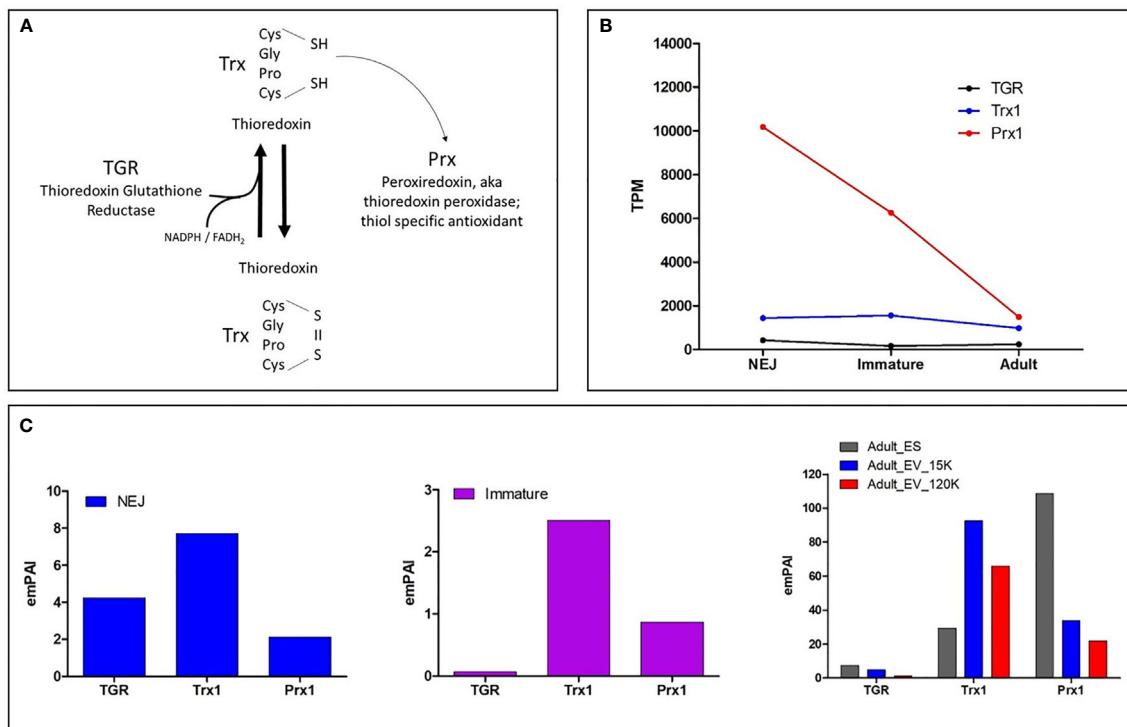 A
Cys
Gly
Pro
Cys
SH
SH
Trx
Thioredoxin
TGR
Thioredoxin Glutathione
Reductase
NADPH / FADH₂
Prx
Peroxiredoxin, aka
thioredoxin peroxidase;
thiol specific antioxidant
Thioredoxin
Trx
Cys
Gly
Pro
Cys
S
II
S
B
14000
12000
10000
8000
6000
4000
2000
0
TPM
TGR
Trx1
Prx1
NEJ
Immature
Adult
C
NEJ
10
8
6
4
2
0
emPAI
TGR
Trx1
Prx1
Immature
3
2
1
0
emPAI
TGR
Trx1
Prx1
Adult_ES
Adult_EV_15K
Adult_EV_120K
120
100
80
60
40
20
0
emPAI
TGR
Trx1
Prx1